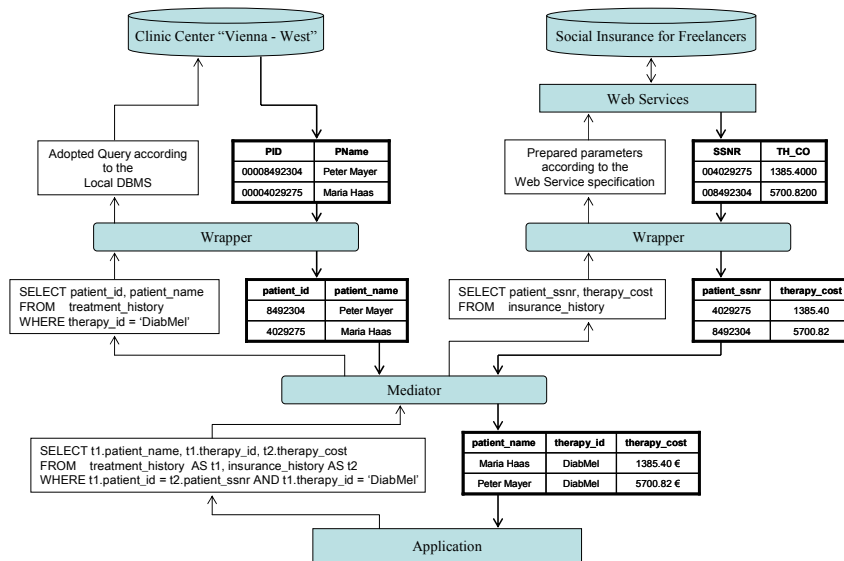 Clinic Center “Vienna - West”
Social Insurance for Freelancers
Web Services
Adopted Query according
to the
Local DBMS
PID PName
00008492304 Peter Mayer
00004029275 Maria Haas
Prepared parameters
according to the
Web Service specification
SSNR TH_CO
004029275 1385.4000
008492304 5700.8200
Wrapper
Wrapper
SELECT patient_id, patient_name
FROM treatment_history
WHERE therapy_id = ‘DiabMel’
patient_id patient_name
8492304 Peter Mayer
4029275 Maria Haas
SELECT patient_ssnr, therapy_cost
FROM insurance_history
patient_ssnr therapy_cost
4029275 1385.40
8492304 5700.82
Mediator
SELECT t1.patient_name, t1.therapy_id, t2.therapy_cost
FROM treatment_history AS t1, insurance_history AS t2
WHERE t1.patient_id = t2.patient_ssnr AND t1.therapy_id = ‘DiabMel’
patient_name therapy_id therapy_cost
Maria Haas DiabMel 1385.40 €
Peter Mayer DiabMel 5700.82 €
Application